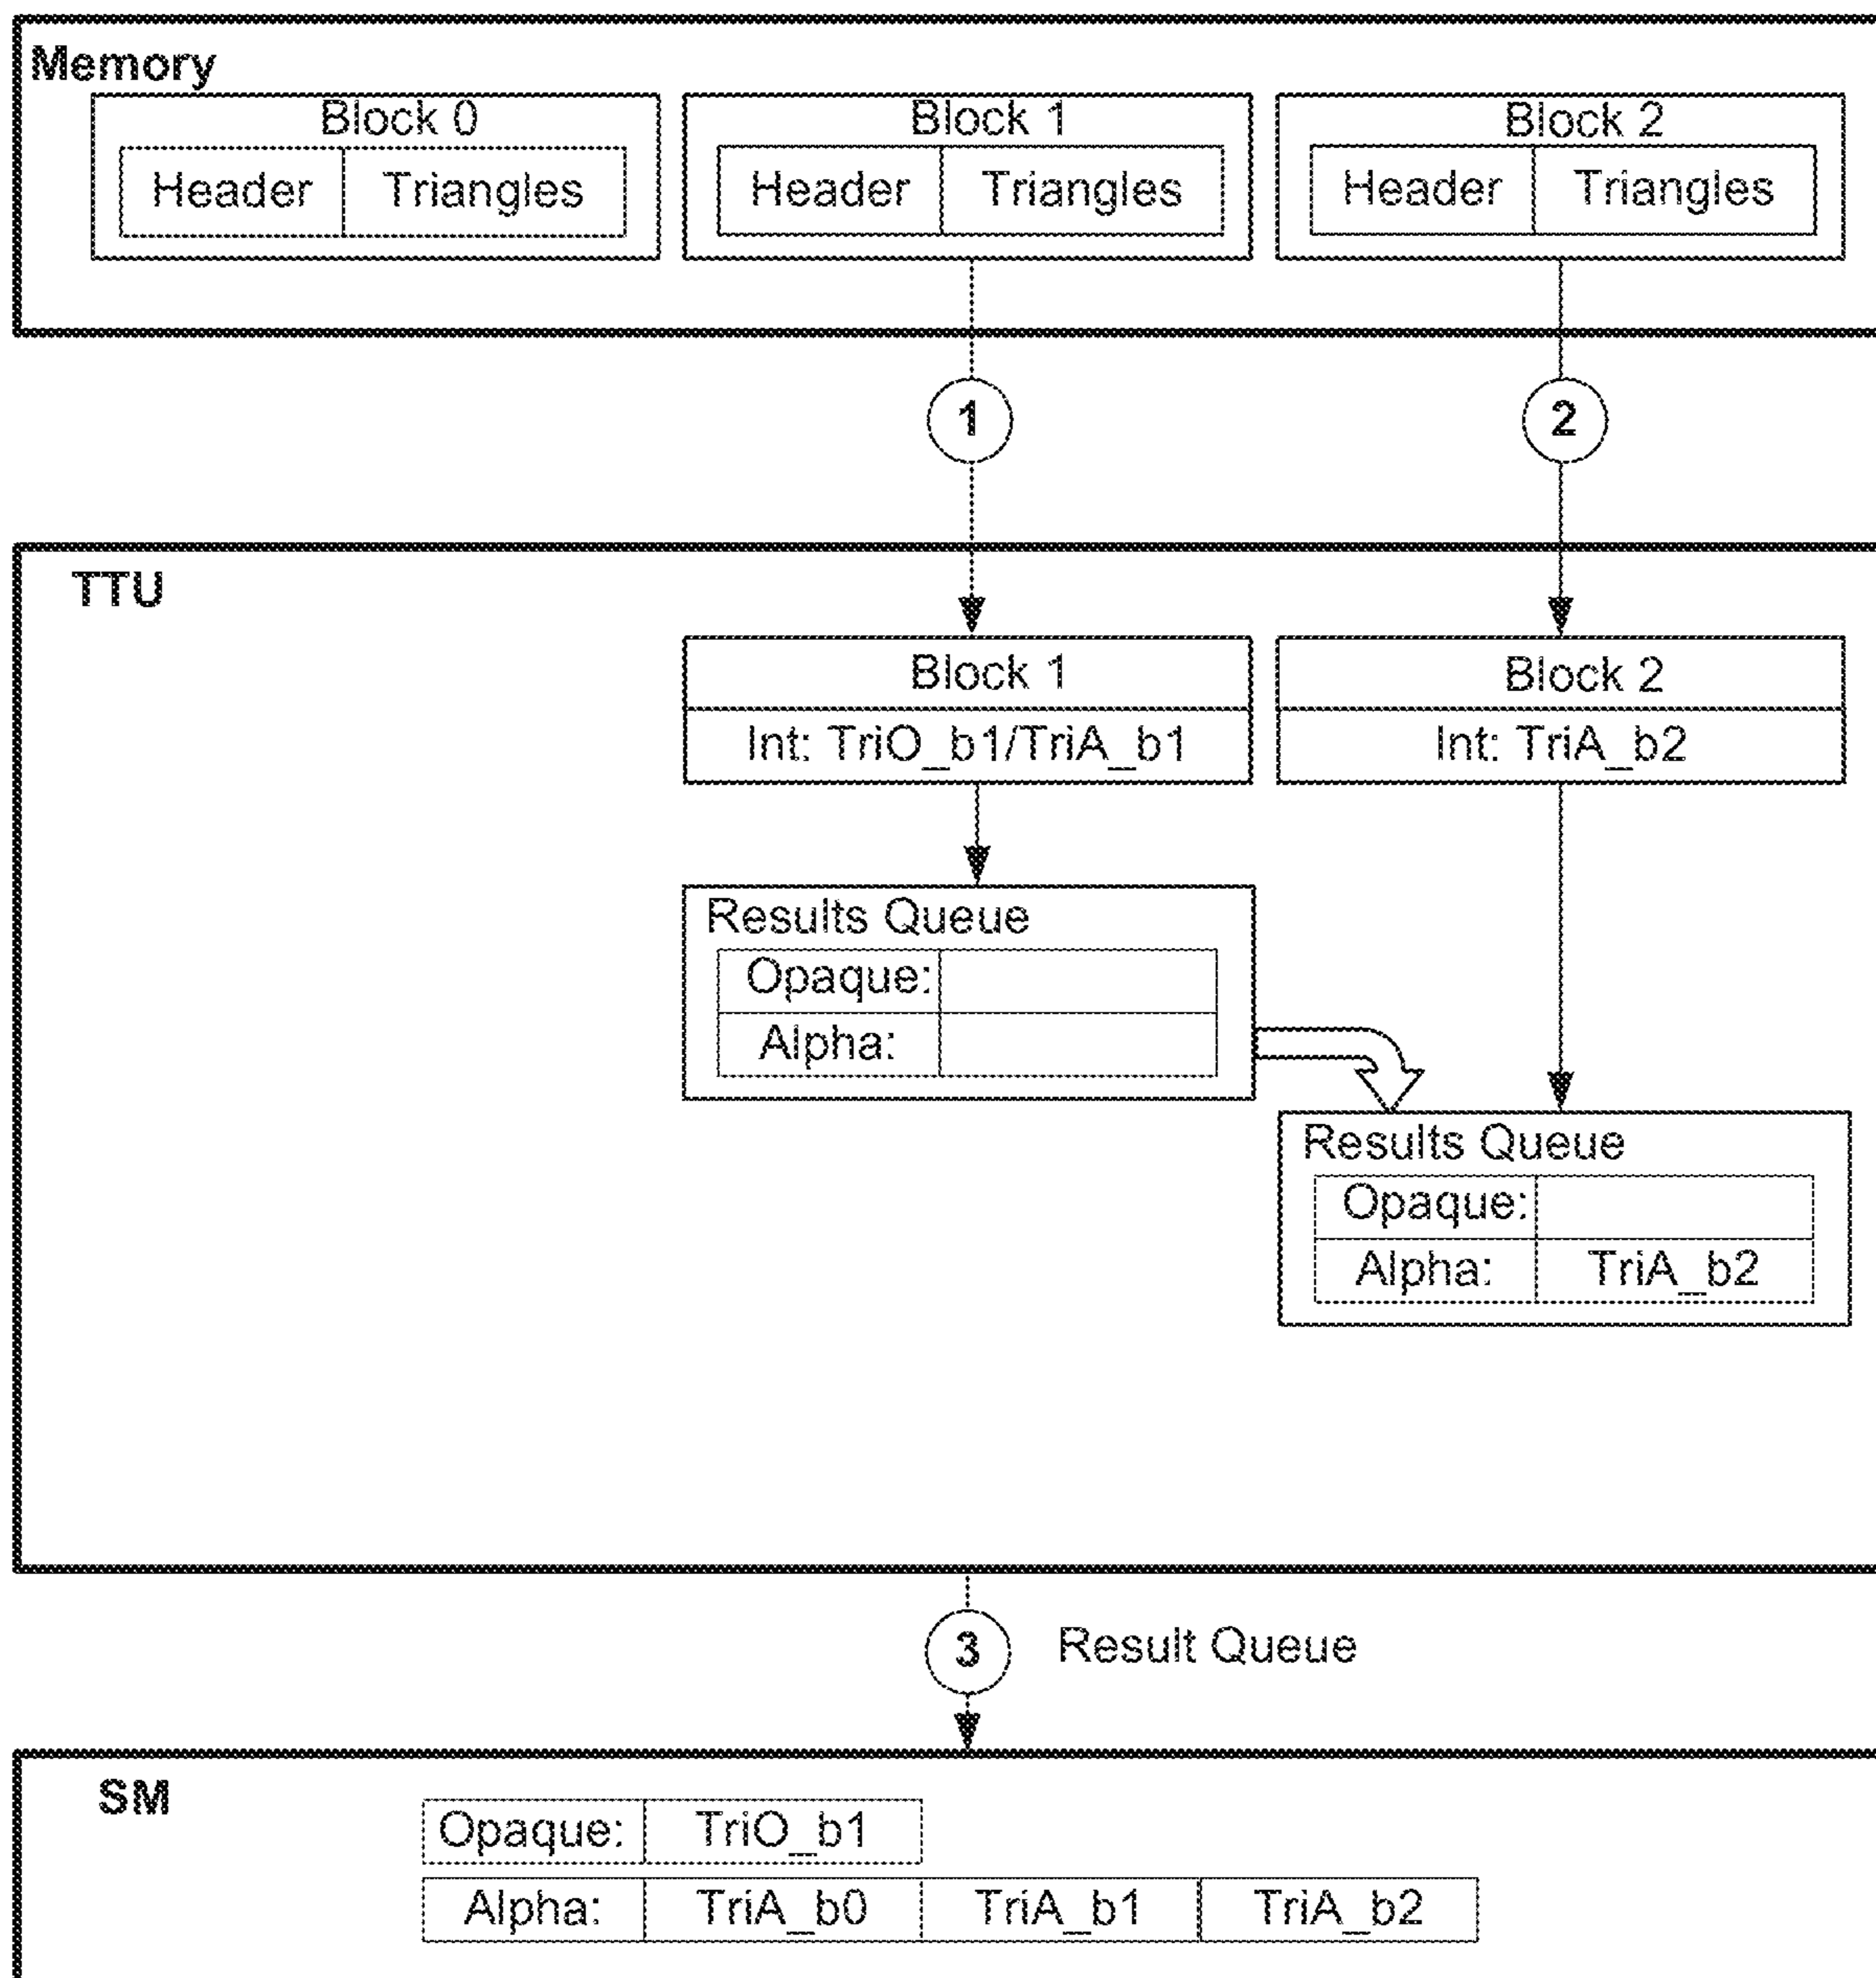 Memory
Block 0 Block 1 Block 2
Header Triangles Header Triangles Header Triangles
1 2
TTU
Block 1 Block 2
Int: TriO_b1/TriA_b1 Int: TriA_b2
Results Queue
Opaque:
Alpha:
Results Queue
Opaque:
Alpha: TriA_b2
3 Result Queue
SM
Opaque: TriO_b1
Alpha: TriA_b0 TriA_b1 TriA_b2